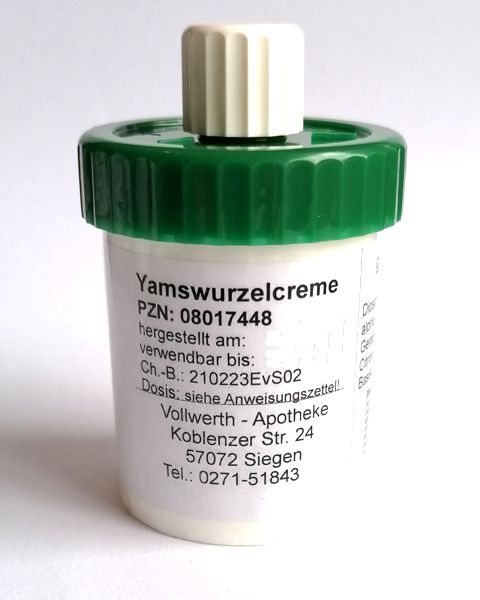 Yamswurzelcreme
PZN: 08017448
hergestellt am:
verwendbar bis:
Ch.-B.: 210223EvS02
Dosis: siehe Anweisungszettel!
Vollwerth - Apotheke
Koblenzer Str. 24
57072 Siegen
Tel.: 0271-51843